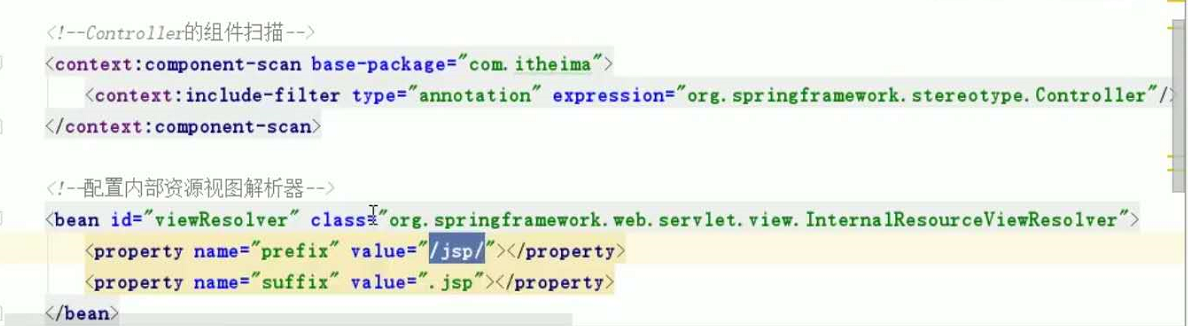 <!--Controller的组件扫描-->
<context:component-scan base-package="com.itheima">
<context:include-filter type="annotation" expression="org.springframework.stereotype.Controller"/>
</context:component-scan>
<!--配置内部资源视图解析器-->
<bean id="viewResolver" class="org.springframework.web.servlet.view.InternalResourceViewResolver">
<property name="prefix" value="/jsp/"></property>
<property name="suffix" value=".jsp"></property>
</bean>